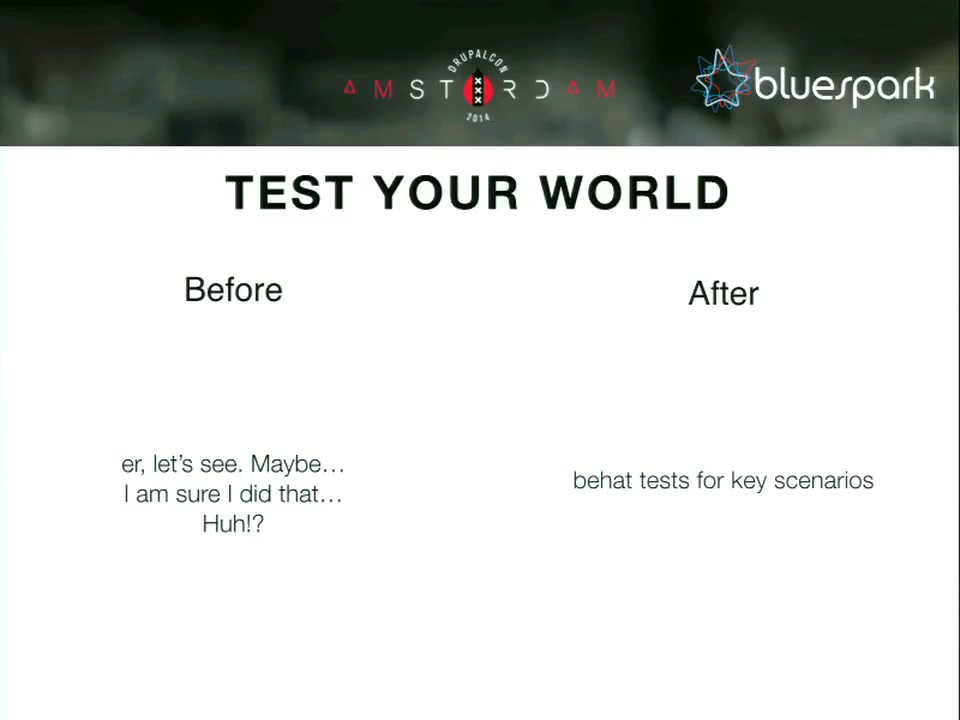 DRUPALCON
AMSTERDAM
2014
bluespark
TEST YOUR WORLD
Before
After
er, let’s see. Maybe…
I am sure I did that…
Huh!?
behat tests for key scenarios